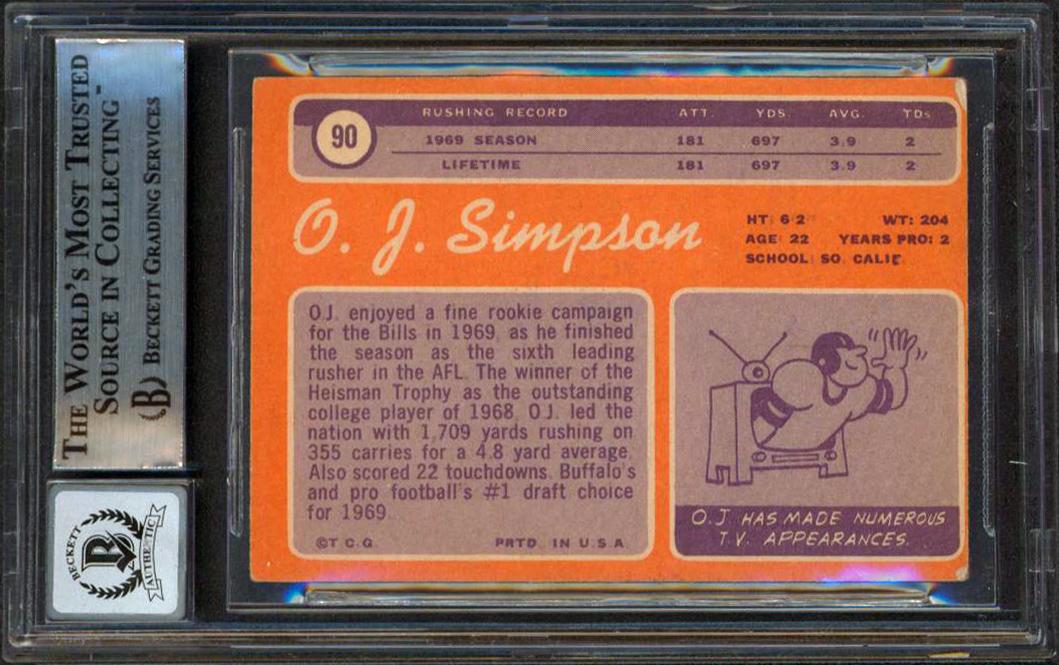 THE WORLD'S MOST TRUSTED
SOURCE IN COLLECTING™
BECKETT GRADING SERVICES
BECKETT
B
AUTHENTIC
90
RUSHING RECORD ATT. YDS. AVG. TDs
1969 SEASON 181 697 3.9 2
LIFETIME 181 697 3.9 2
O. J. Simpson
HT: 6'2" WT: 204
AGE: 22 YEARS PRO: 2
SCHOOL: SO. CALIF.
O.J. enjoyed a fine rookie campaign
for the Bills in 1969, as he finished
the season as the sixth leading
rusher in the AFL. The winner of the
Heisman Trophy as the outstanding
college player of 1968, O.J. led the
nation with 1,709 yards rushing on
355 carries for a 4.8 yard average.
Also scored 22 touchdowns. Buffalo's
and pro football's #1 draft choice
for 1969.
©T.C.G. PRTD. IN U.S.A.
O.J. HAS MADE NUMEROUS
T.V. APPEARANCES.